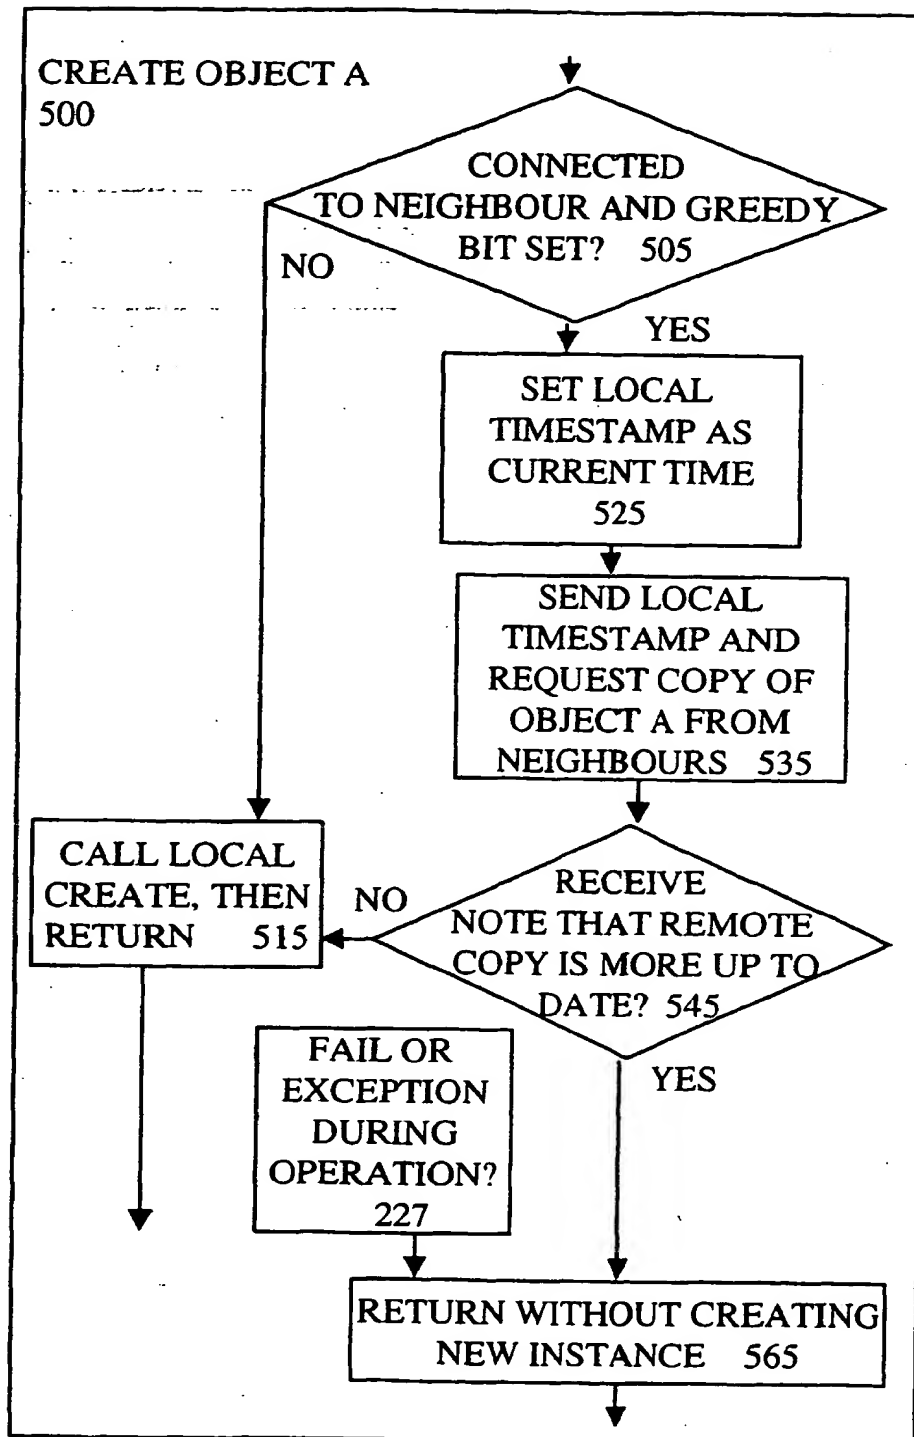 CREATE OBJECT A
500
CONNECTED
TO NEIGHBOUR AND GREEDY
BIT SET? 505
NO
YES
SET LOCAL
TIMESTAMP AS
CURRENT TIME
525
SEND LOCAL
TIMESTAMP AND
REQUEST COPY OF
OBJECT A FROM
NEIGHBOURS 535
CALL LOCAL
CREATE, THEN
RETURN 515
NO
RECEIVE
NOTE THAT REMOTE
COPY IS MORE UP TO
DATE? 545
YES
FAIL OR
EXCEPTION
DURING
OPERATION?
227
RETURN WITHOUT CREATING
NEW INSTANCE 565